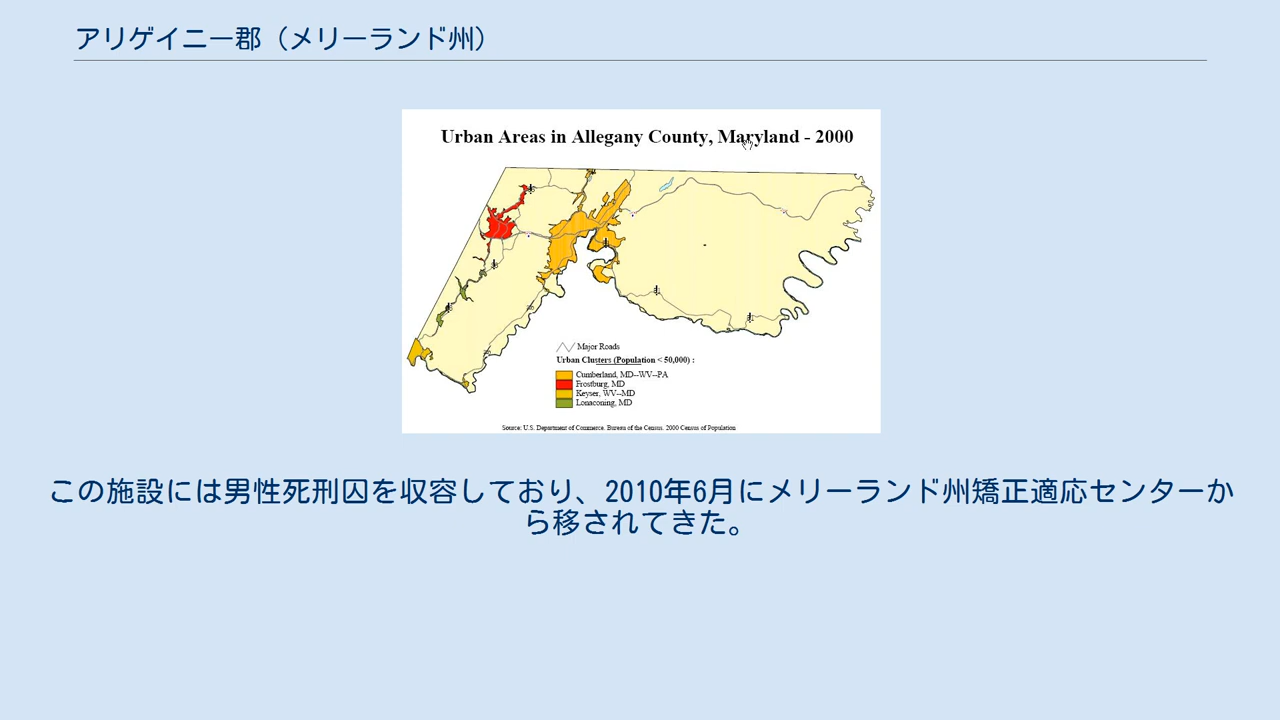 アリゲイニー郡（メリーランド州）
Urban Areas in Allegany County, Maryland - 2000
Major Roads
Urban Clusters (Population < 50,000) :
Cumberland, MD--WV--PA
Frostburg, MD
Keyser, WV--MD
Lonaconing, MD
Source: U.S. Department of Commerce. Bureau of the Census. 2000 Census of Population
この施設には男性死刑囚を収容しており、2010年6月にメリーランド州矯正適応センターか
ら移されてきた。